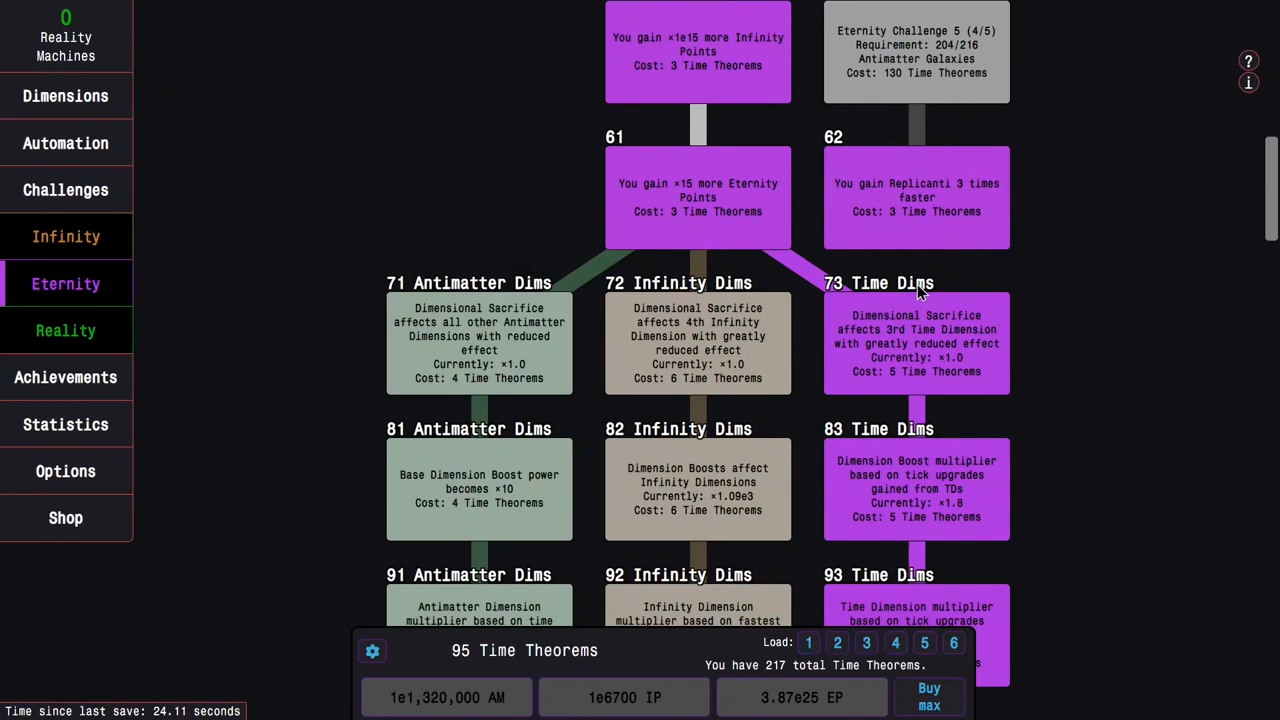 0
Reality
Machines
Dimensions
Automation
Challenges
Infinity
Eternity
Reality
Achievements
Statistics
Options
Shop
Time since last save: 24.11 seconds
You gain ×1e15 more Infinity
Points
Cost: 3 Time Theorems
Eternity Challenge 5 (4/5)
Requirement: 204/216
Antimatter Galaxies
Cost: 130 Time Theorems
?
i
61
You gain ×15 more Eternity
Points
Cost: 3 Time Theorems
62
You gain Replicanti 3 times
faster
Cost: 3 Time Theorems
71 Antimatter Dims
Dimensional Sacrifice
affects all other Antimatter
Dimensions with reduced
effect
Currently: ×1.0
Cost: 4 Time Theorems
72 Infinity Dims
Dimensional Sacrifice
affects 4th Infinity
Dimension with greatly
reduced effect
Currently: ×1.0
Cost: 6 Time Theorems
73 Time Dims
Dimensional Sacrifice
affects 3rd Time Dimension
with greatly reduced effect
Currently: ×1.0
Cost: 5 Time Theorems
81 Antimatter Dims
Base Dimension Boost power
becomes ×10
Cost: 4 Time Theorems
82 Infinity Dims
Dimension Boosts affect
Infinity Dimensions
Currently: ×1.09e3
Cost: 6 Time Theorems
83 Time Dims
Dimension Boost multiplier
based on tick upgrades
gained from TDs
Currently: ×1.8
Cost: 5 Time Theorems
91 Antimatter Dims
Antimatter Dimension
multiplier based on time
92 Infinity Dims
Infinity Dimension
multiplier based on fastest
93 Time Dims
Time Dimension multiplier
based on tick upgrades
95 Time Theorems
Load: 1 2 3 4 5 6
You have 217 total Time Theorems.
1e1,320,000 AM
1e6700 IP
3.87e25 EP
Buy
max